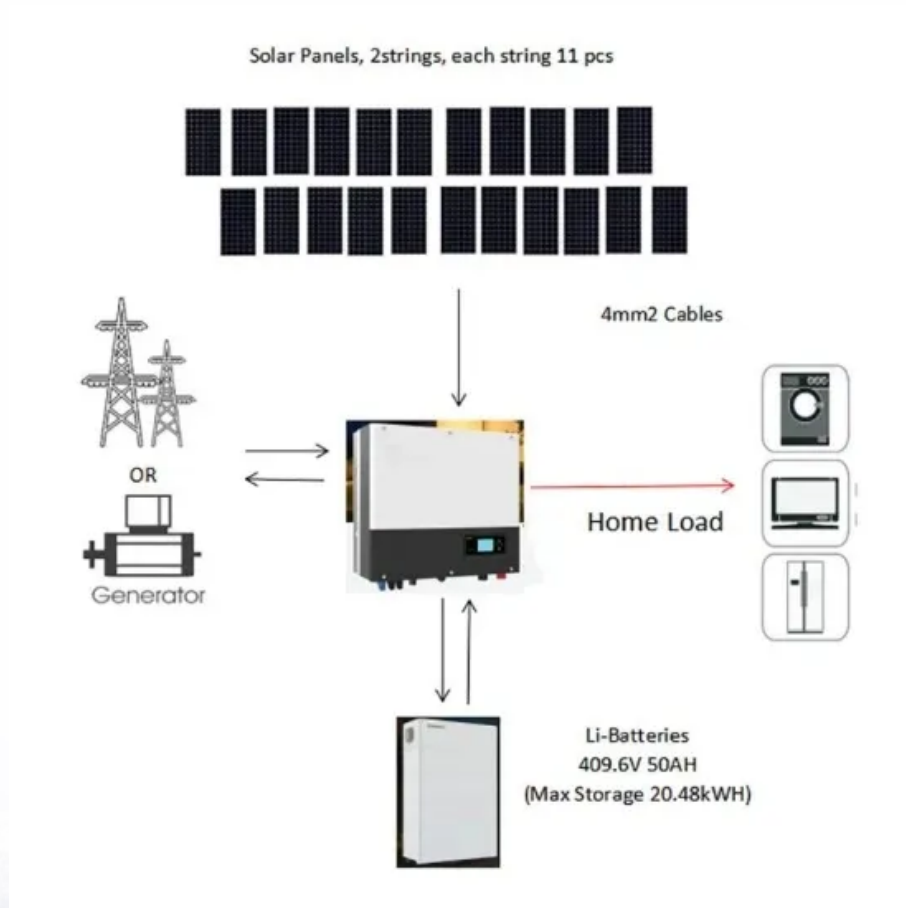 Solar Panels, 2strings, each string 11 pcs
4mm2 Cables
OR
Home Load
Generator
Li-Batteries
409.6V 50AH
(Max Storage 20.48kWH)